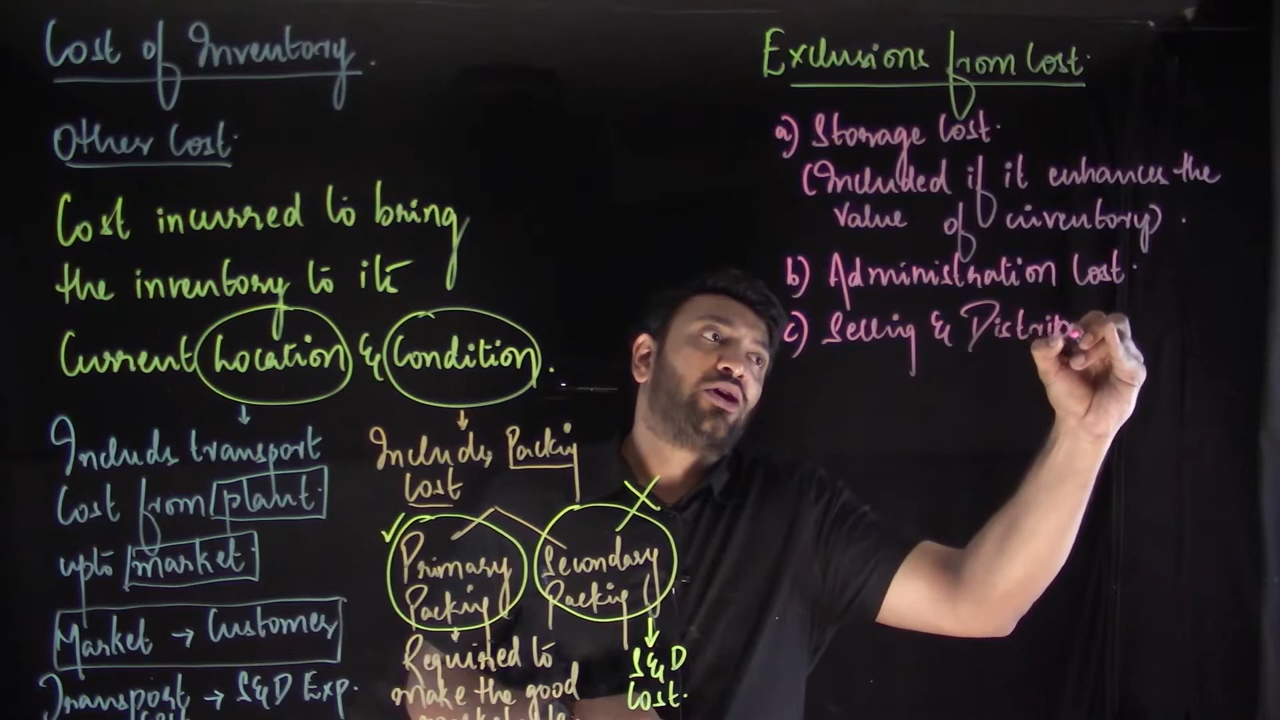 Cost of Inventory.
Other Cost.
Cost incurred to bring
the inventory to its
Current Location & Condition.
Includs transport
cost from plant.
upto market.
Market → Customer
Transport → S&D Exp.
Cost
Includes Packing
Cost
Primary
Packing
Required to
make the good
Secondary
Packing
S&D
Cost.
Exclusions from Cost.
a) Storage Cost.
(Included if it enhances the
value of inventory).
b) Administration Cost.
c) Selling & Distrib